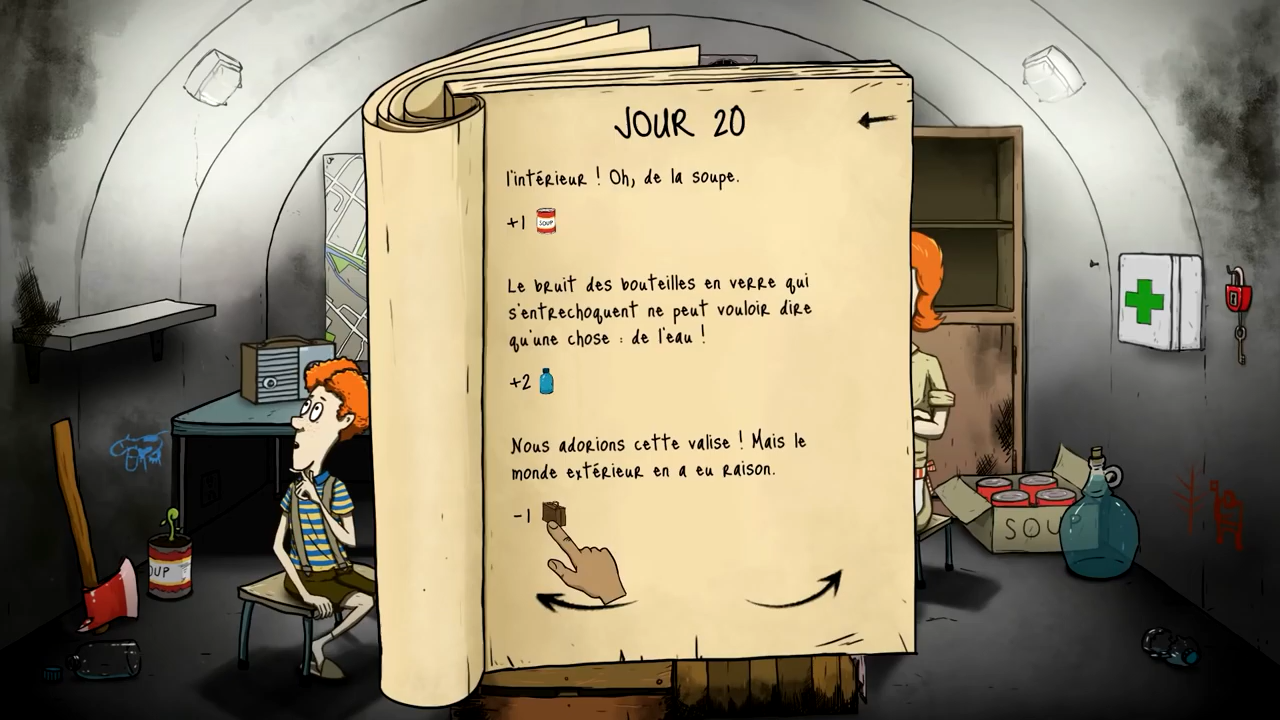 JOUR 20
l'intérieur ! Oh, de la soupe.
+1
SOUP
Le bruit des bouteilles en verre qui
s'entrechoquent ne peut vouloir dire
qu'une chose : de l'eau !
+2
Nous adorions cette valise ! Mais le
monde extérieur en a eu raison.
-1
OUP
SOUP